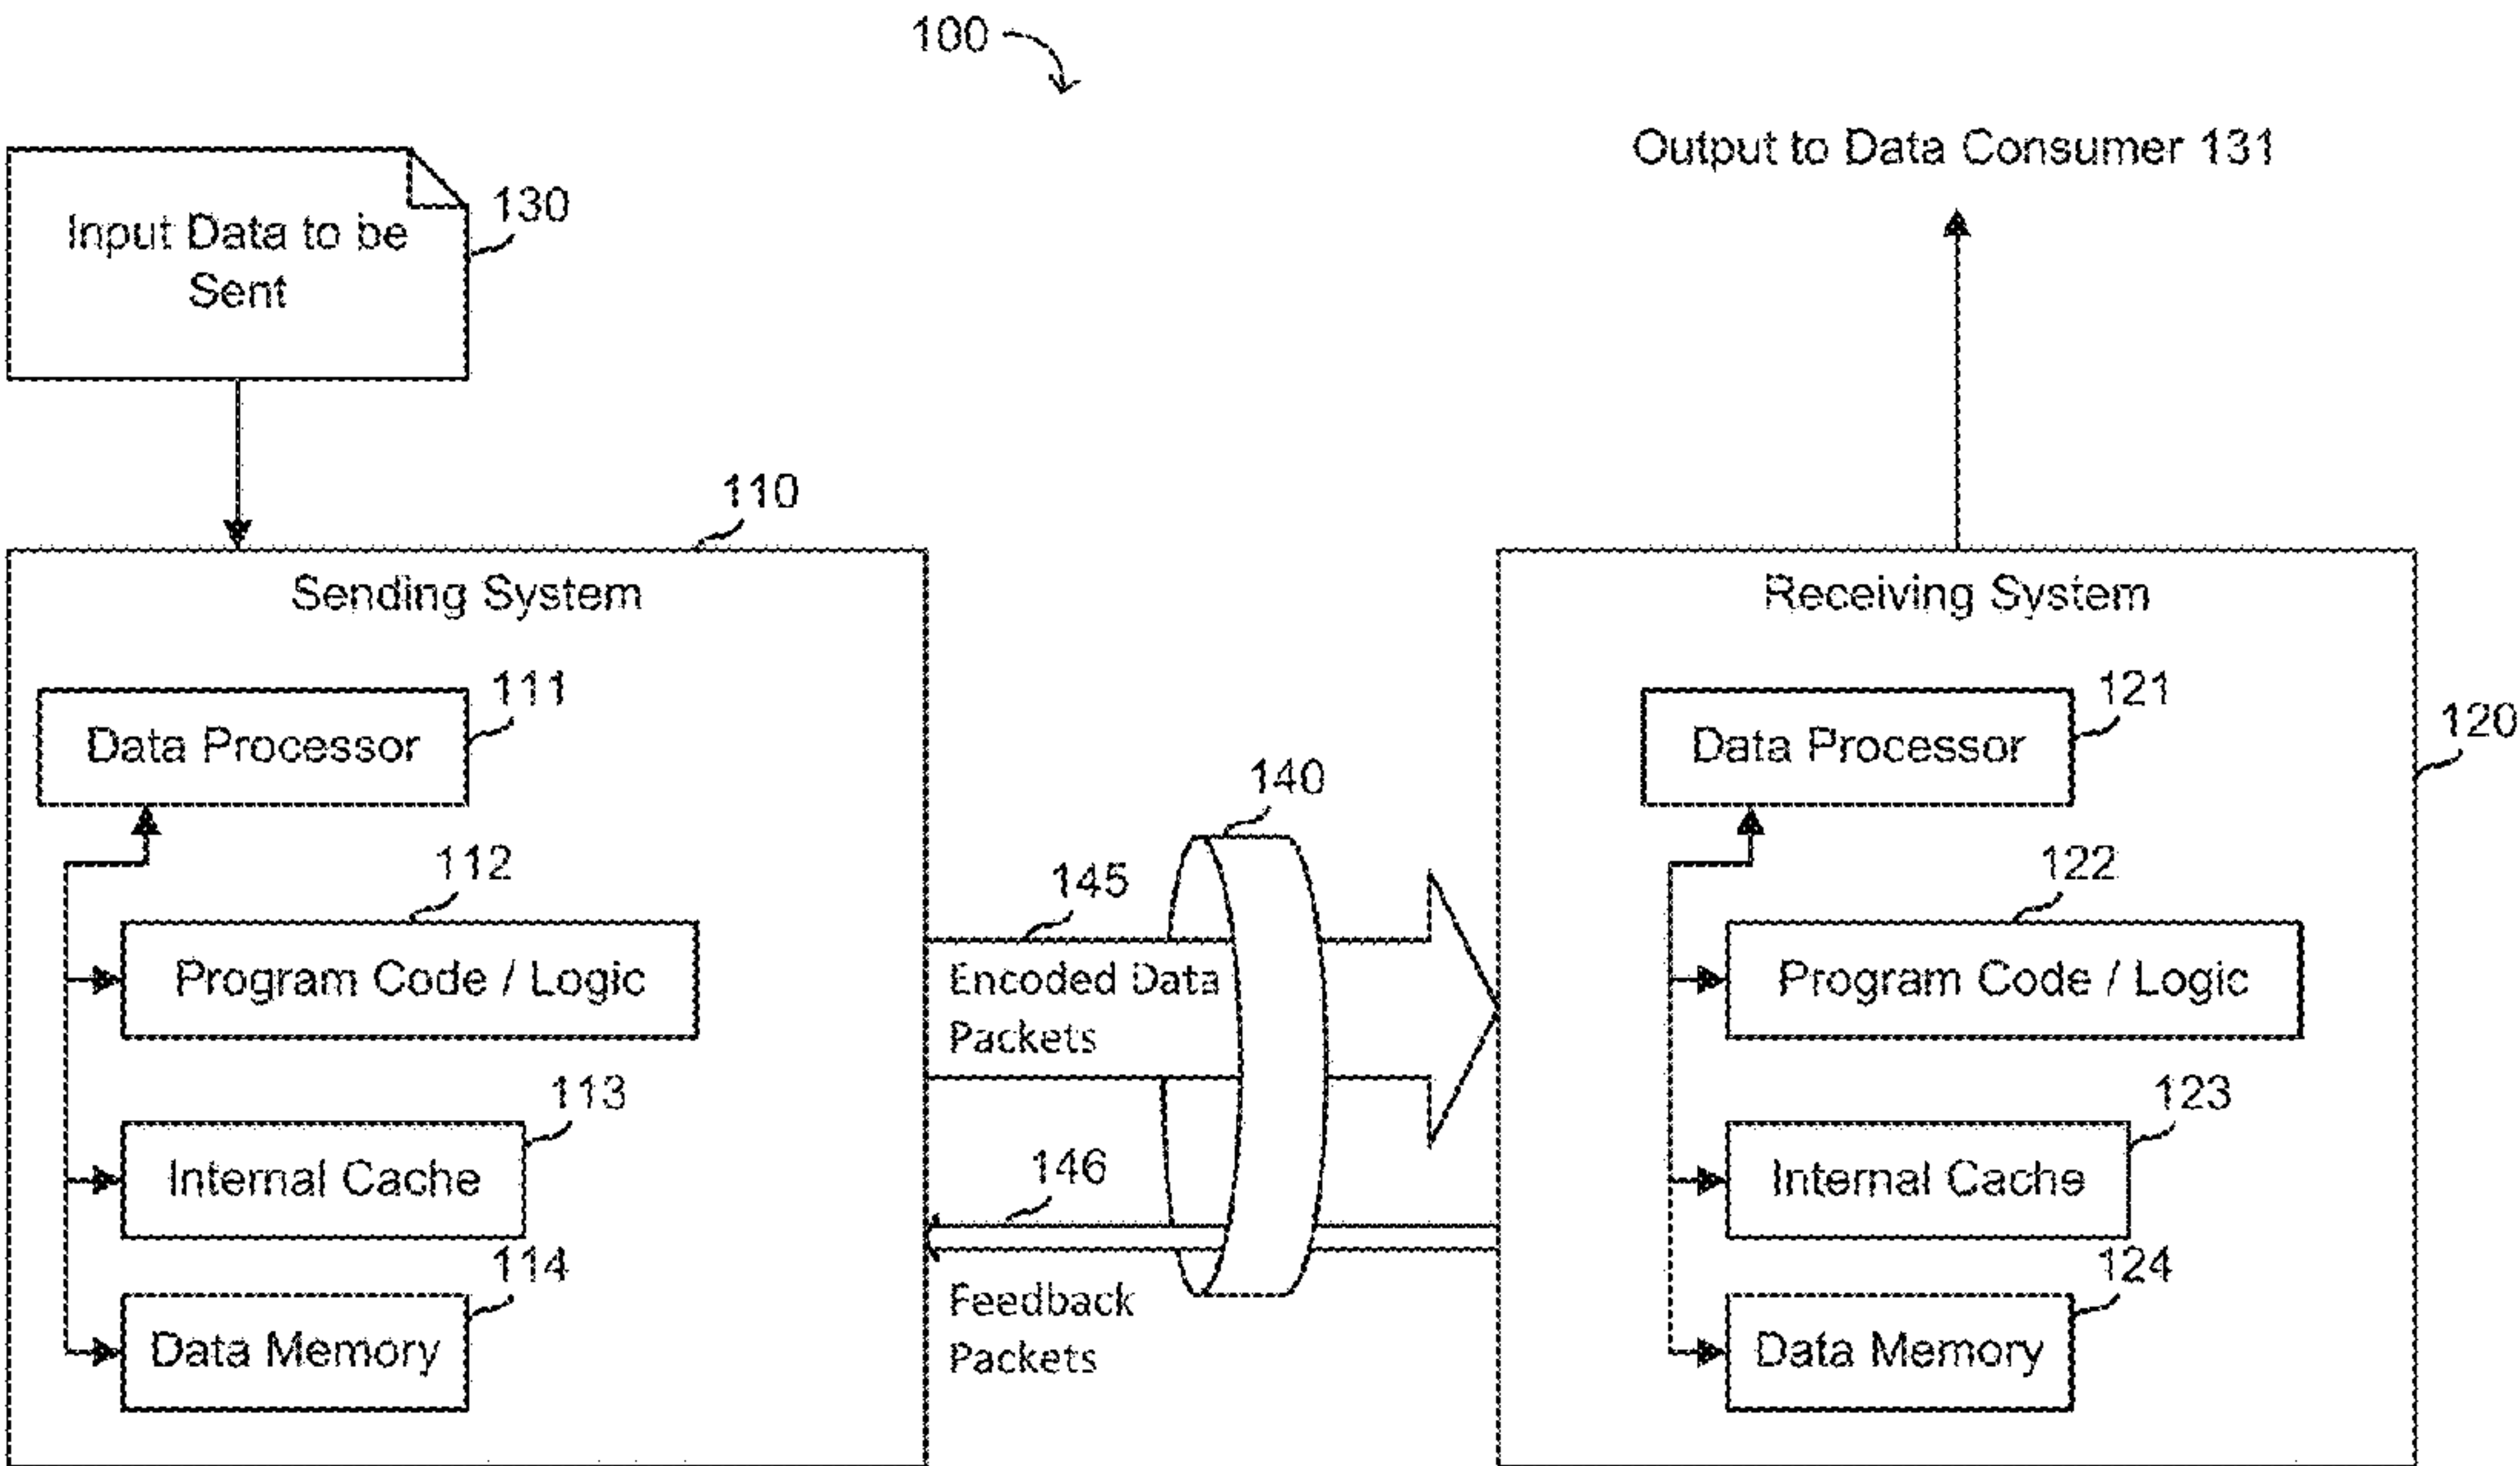 100
Output to Data Consumer 131
130
Input Data to be
Sent
110
Sending System
111
Data Processor
112
Program Code / Logic
113
Internal Cache
114
Data Memory
140
145
Encoded Data
Packets
146
Feedback
Packets
Receiving System
121
Data Processor
120
122
Program Code / Logic
123
Internal Cache
124
Data Memory